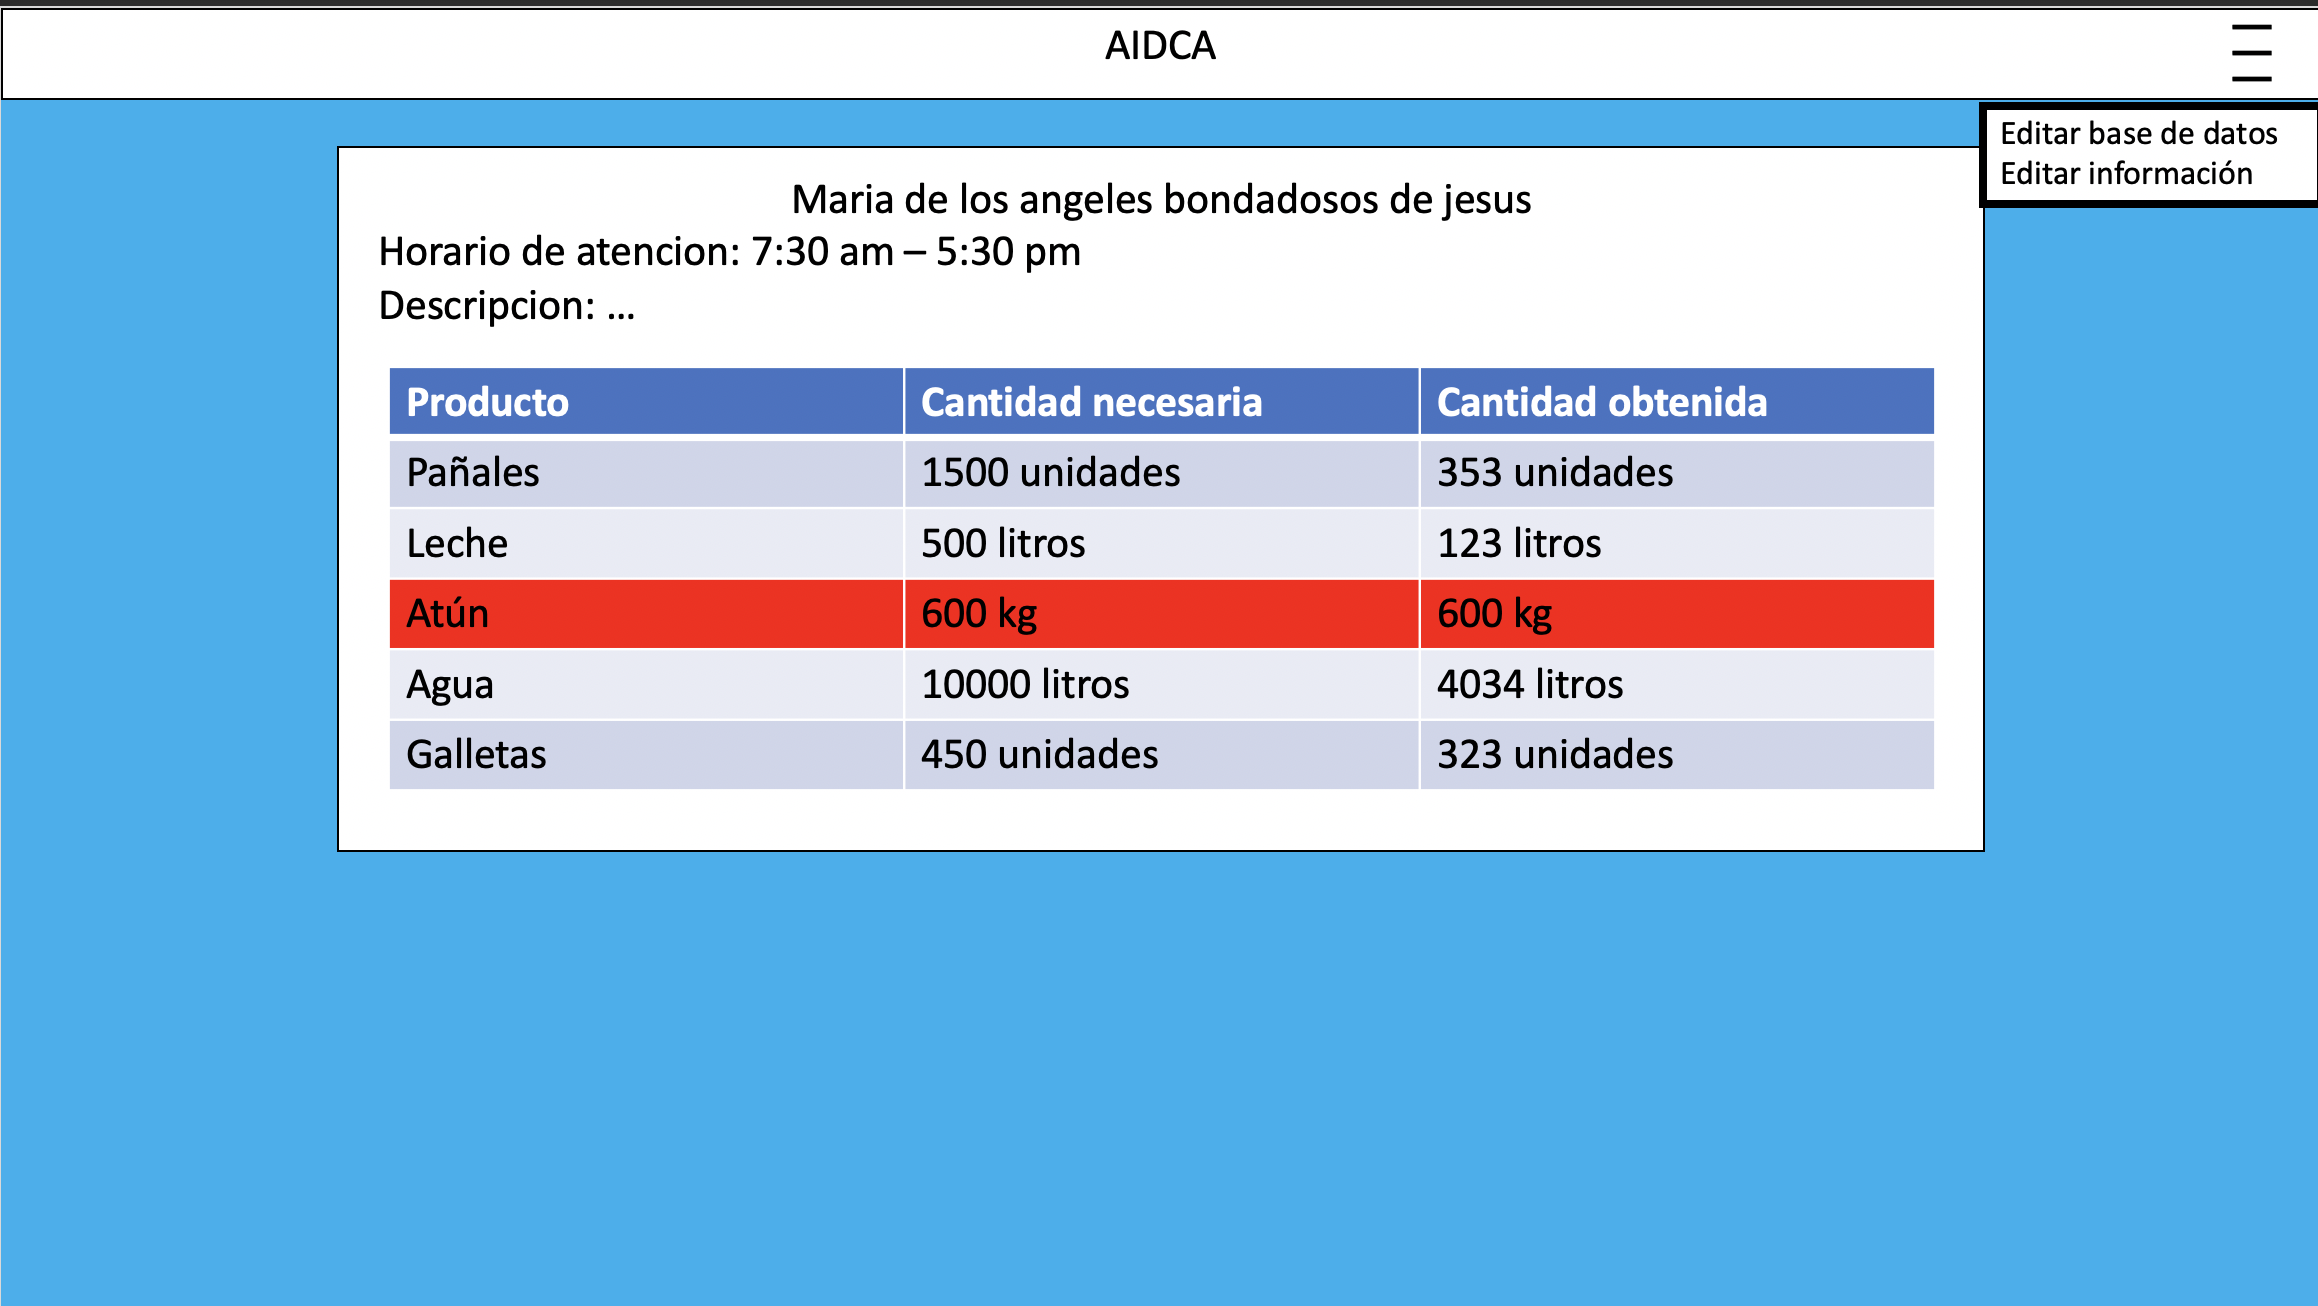 AIDCA
Editar base de datos
Editar información
Maria de los angeles bondadosos de jesus
Horario de atencion: 7:30 am – 5:30 pm
Descripcion: ...
Producto Cantidad necesaria Cantidad obtenida
Pañales 1500 unidades 353 unidades
Leche 500 litros 123 litros
Atún 600 kg 600 kg
Agua 10000 litros 4034 litros
Galletas 450 unidades 323 unidades